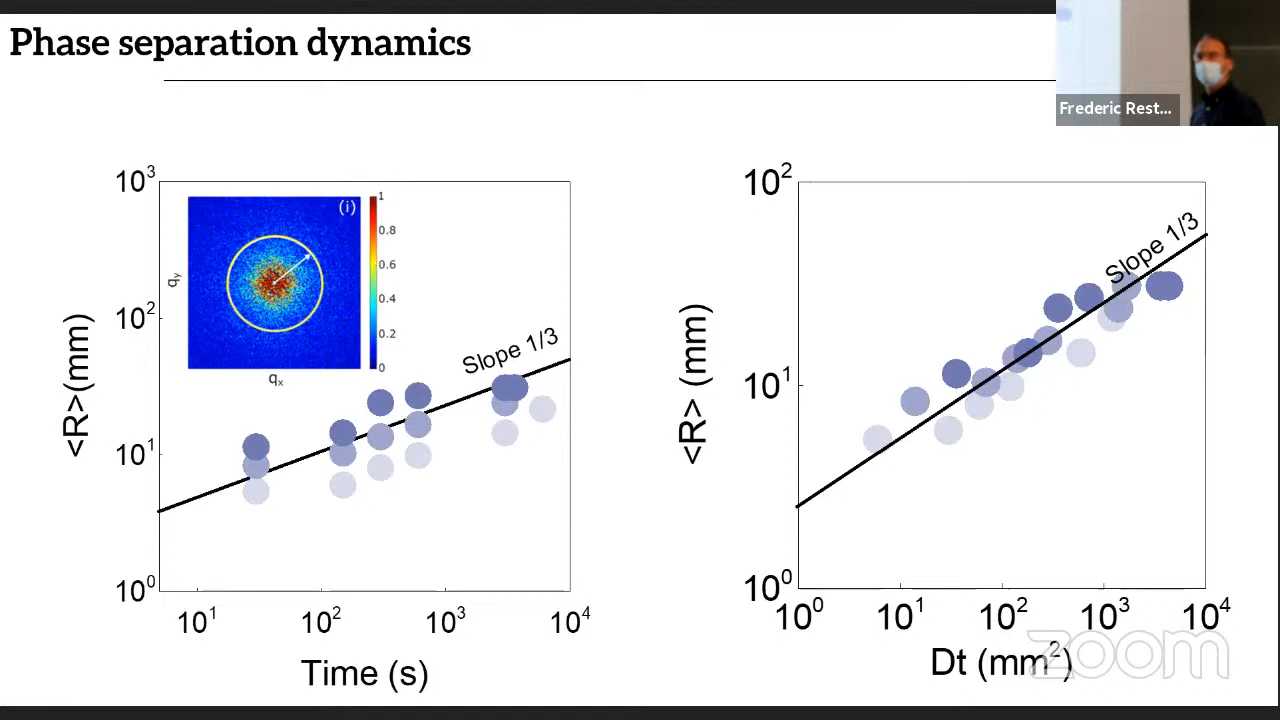 Phase separation dynamics
Frederic Rest...
10³
10²
10¹
10⁰
<R>(mm)
(i)
qy
qx
1
0.8
0.6
0.4
0.2
0
Slope 1/3
10¹
10²
10³
10⁴
Time (s)
10²
10¹
10⁰
<R> (mm)
Slope 1/3
10⁰
10¹
10²
10³
10⁴
Dt (mm²)
zoom